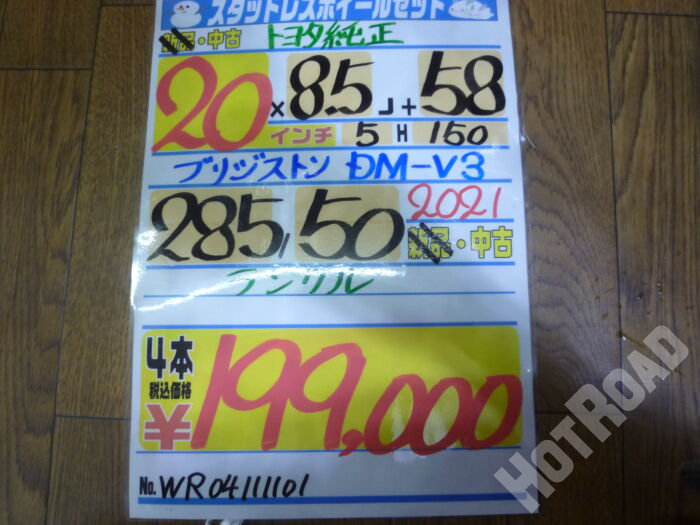 スタッドレスホイールセット
新品・中古 トヨタ純正
20 × 8.5 J + 58
インチ 5 H 150
ブリジストン DM-V3
285/50 2021
新品・中古
ランクル
4本
税込価格
¥199,000
No. WR04111101
HOTROAD